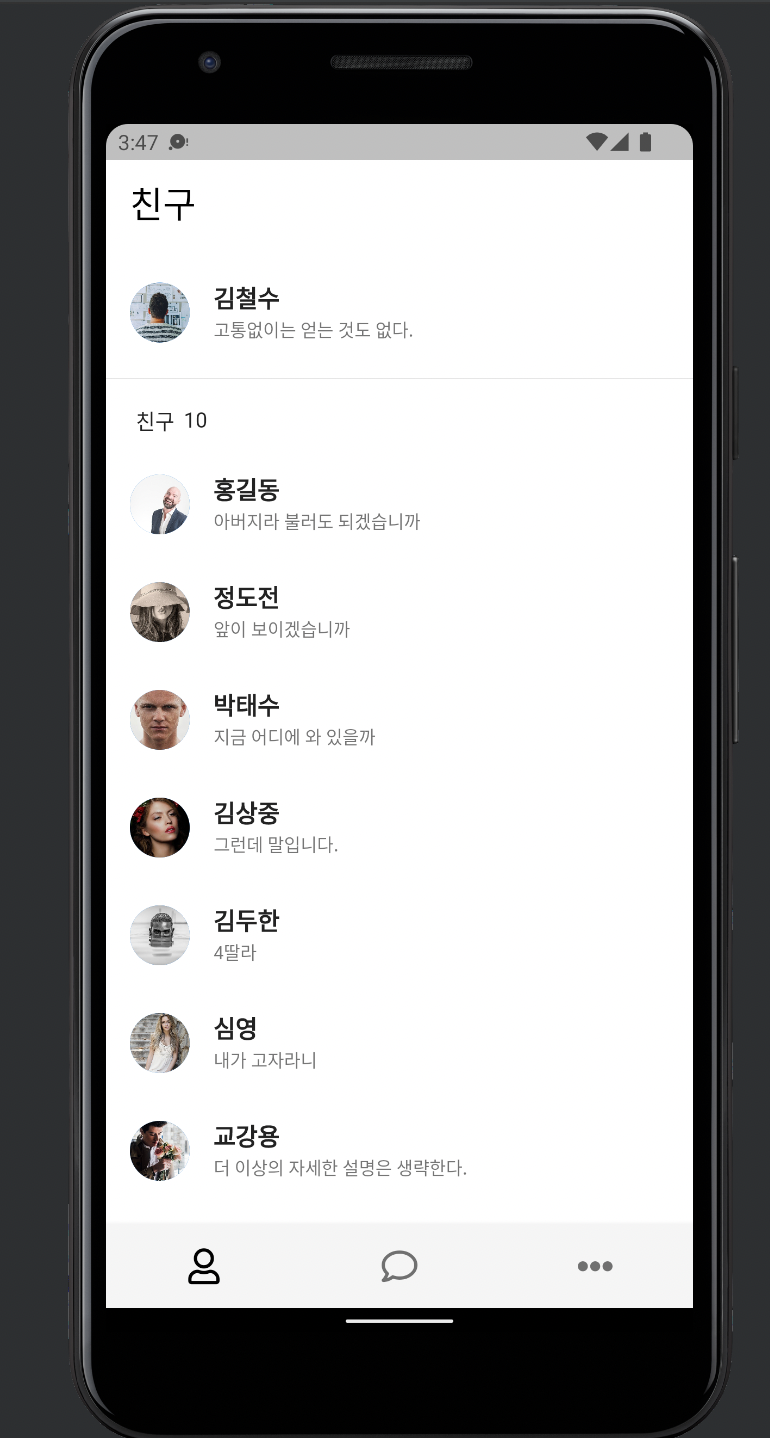 3:47
친구
김철수
고통없이는 얻는 것도 없다.
친구 10
홍길동
아버지라 불러도 되겠습니까
정도전
앞이 보이겠습니까
박태수
지금 어디에 와 있을까
김상중
그런데 말입니다.
김두한
4딸라
심영
내가 고자라니
교강용
더 이상의 자세한 설명은 생략한다.